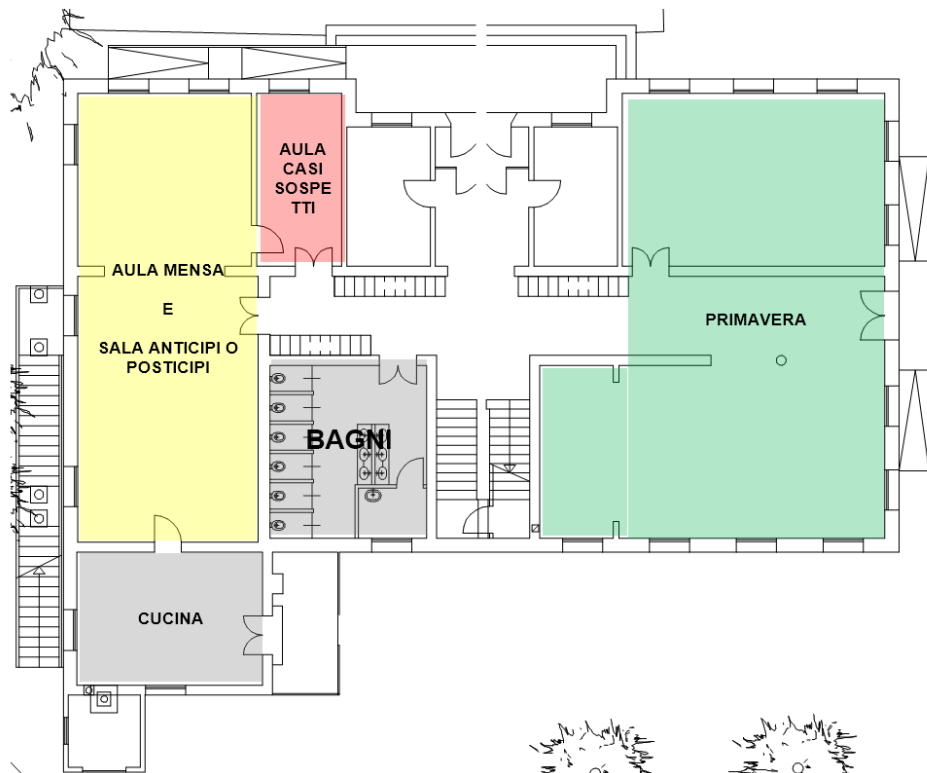 AULA
CASI
SOSPE
TTI
AULA MENSA
E
SALA ANTICIPI O
POSTICIPI
PRIMAVERA
BAGNI
CUCINA